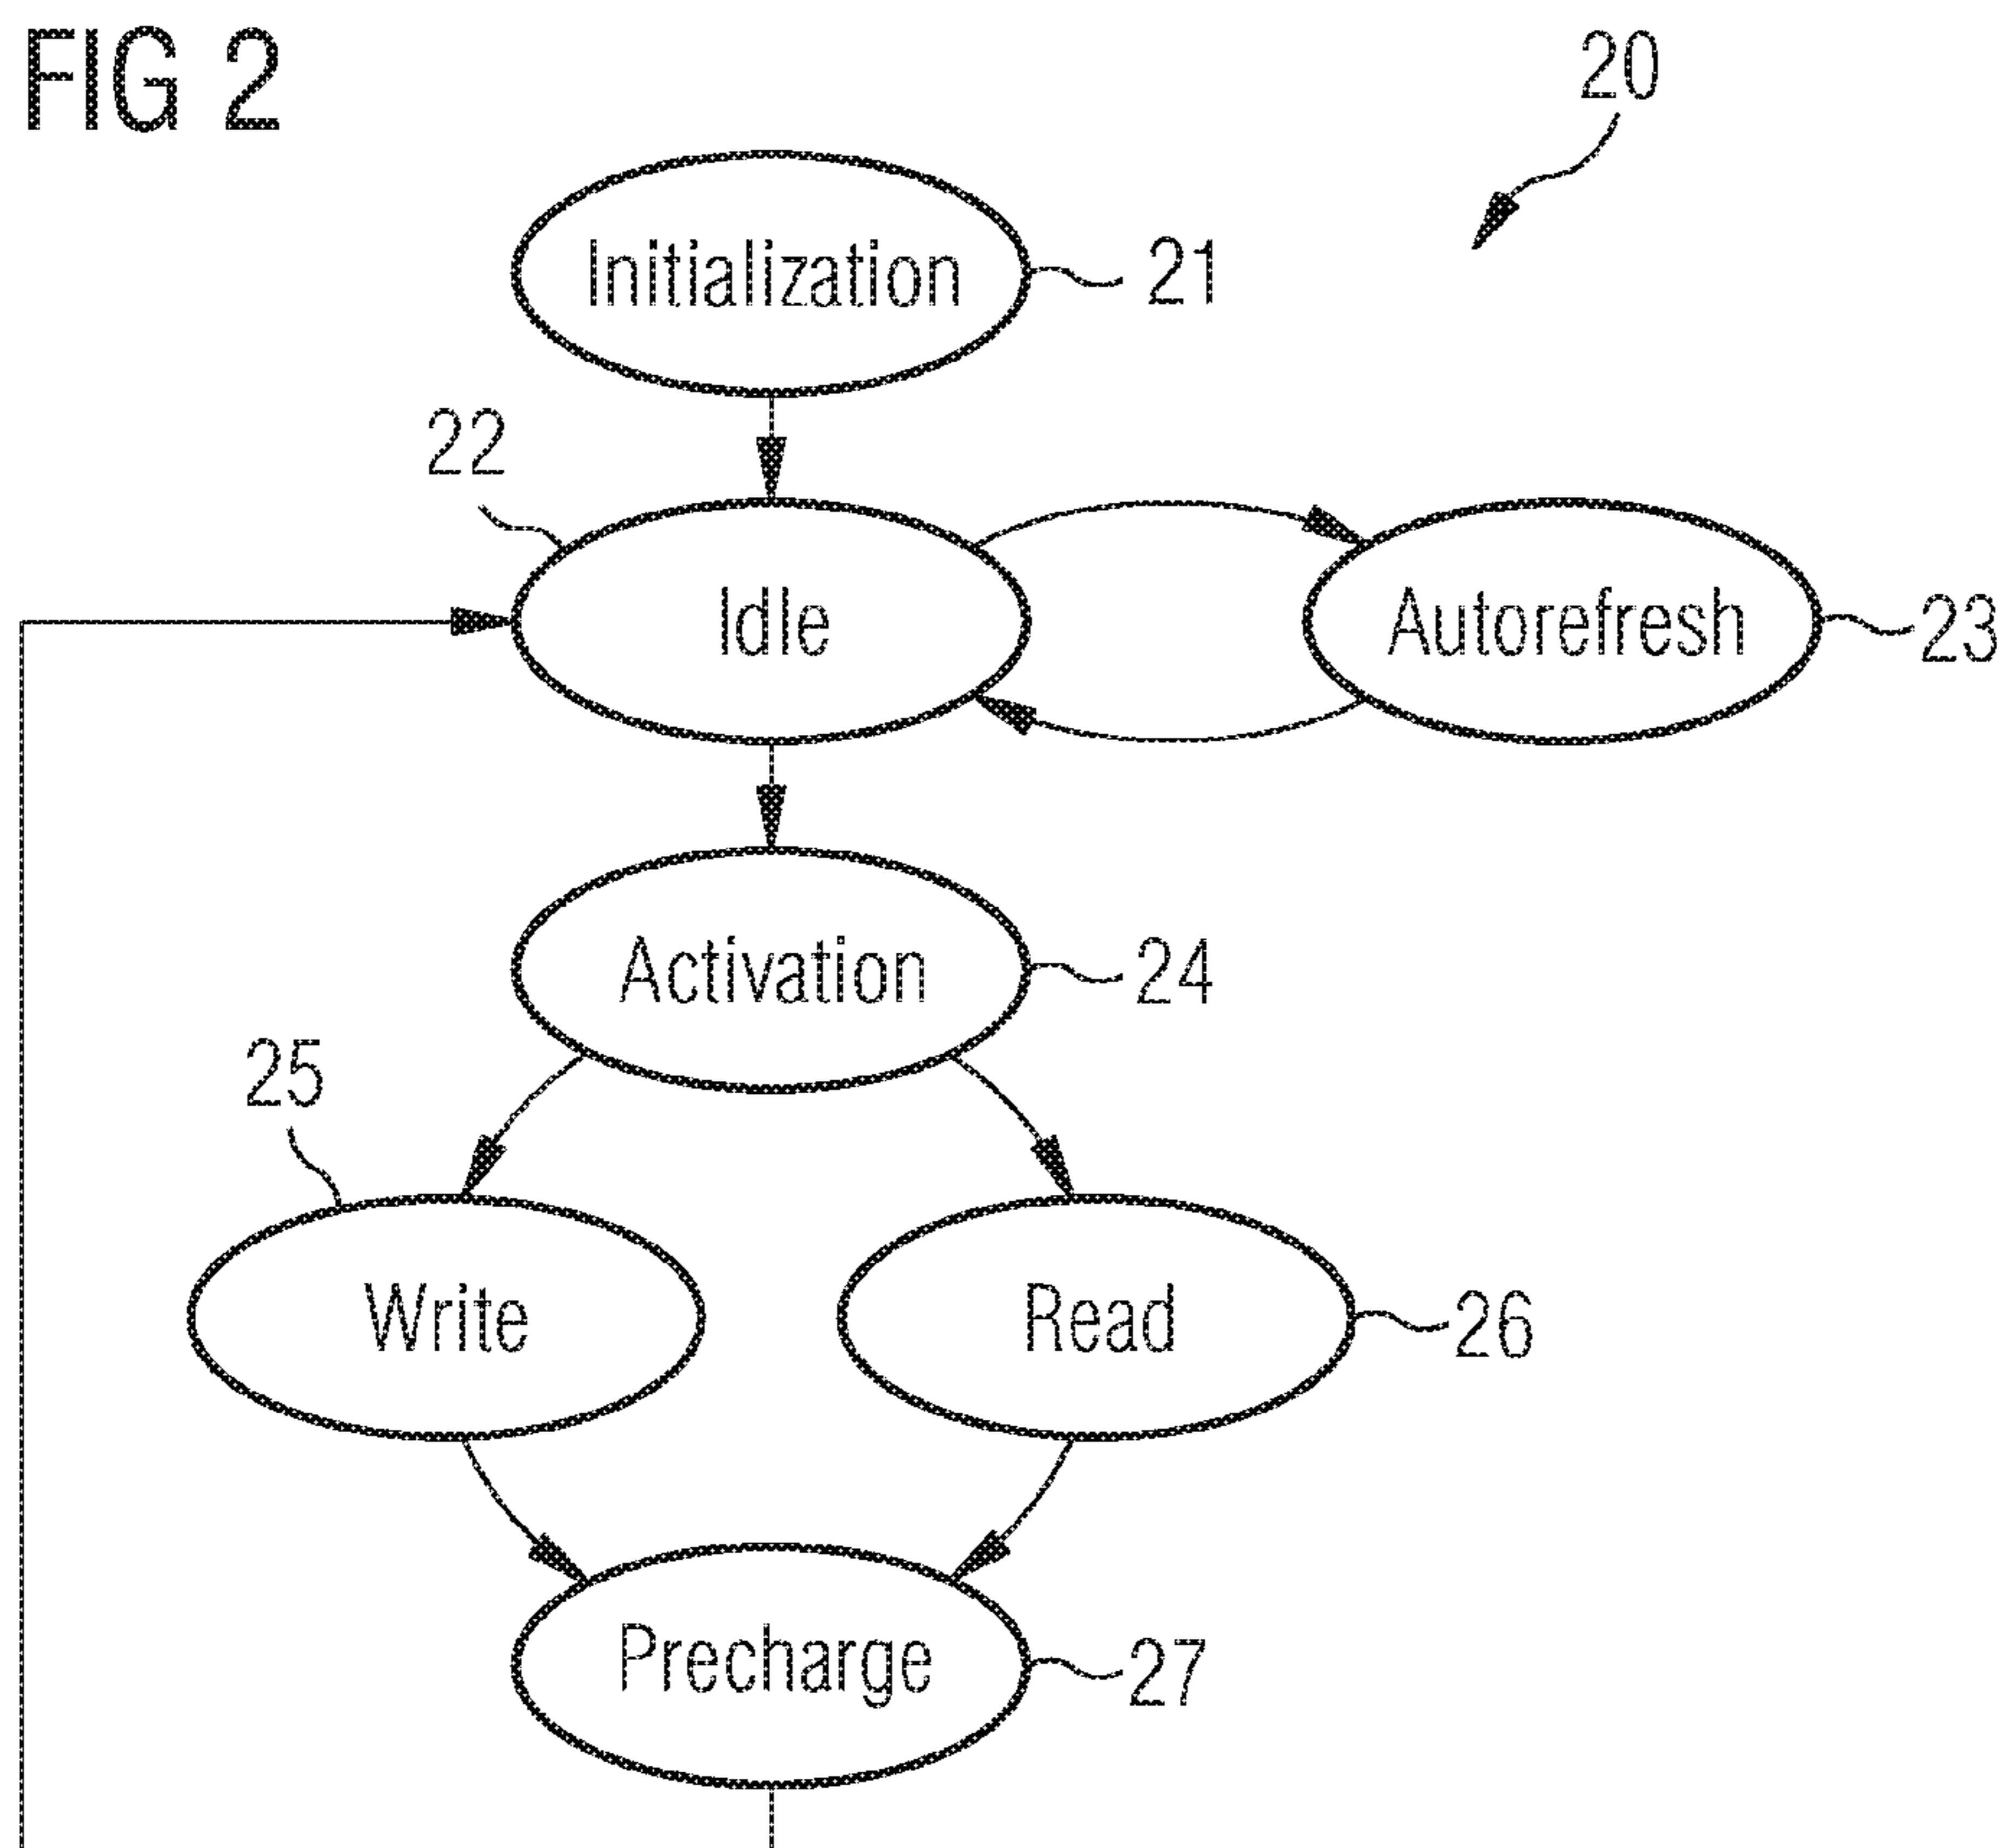 FIG 2
20
Initialization
21
22
Idle
Autorefresh
23
Activation
24
25
Write
Read
26
Precharge
27